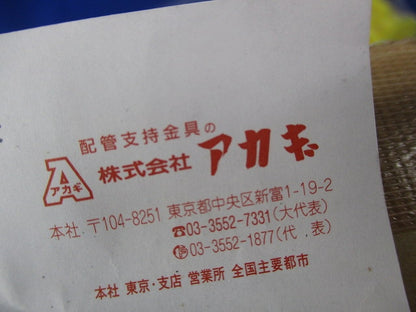 配管支持金具の
アカギ 株式会社 アカギ
本社 〒104-8251 東京都中央区新富1-19-2
☎03-3552-7331(大代表)
03-3552-1877(代 表)
本社 東京・支店 営業所 全国主要都市